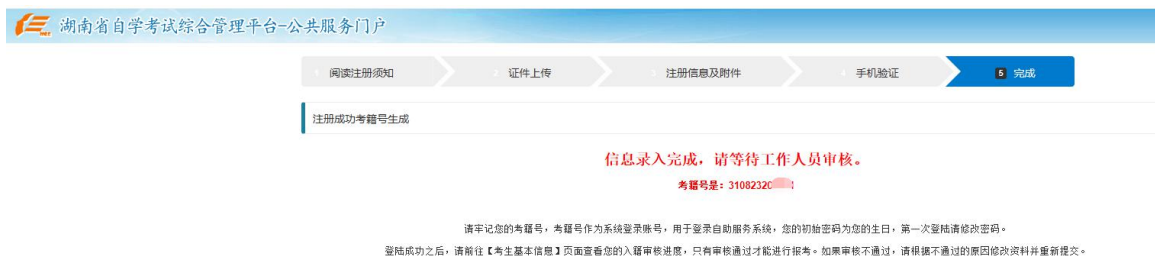 湖南省自学考试综合管理平台-公共服务门户
1 阅读注册须知
2 证件上传
3 注册信息及附件
4 手机验证
5 完成
注册成功考籍号生成
信息录入完成，请等待工作人员审核。
考籍号是：31082320
请牢记您的考籍号，考籍号作为系统登录账号，用于登录自助服务系统，您的初始密码为您的生日，第一次登陆请修改密码。
登陆成功之后，请前往【考生基本信息】页面查看您的入籍审核进度，只有审核通过才能进行报考。如果审核不通过，请根据不通过的原因修改资料并重新提交。